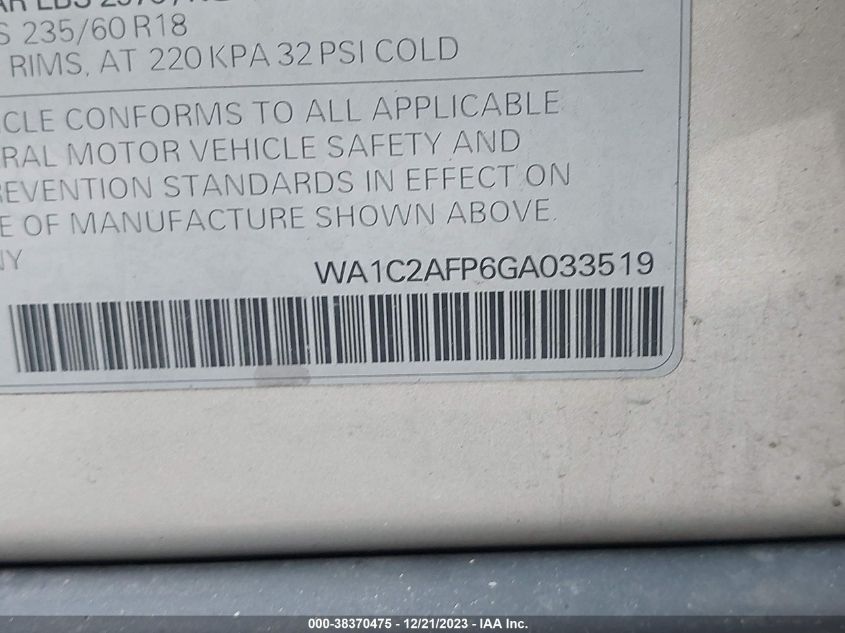 S 235/60 R18
RIMS, AT 220 KPA 32 PSI COLD
CLE CONFORMS TO ALL APPLICABLE
RAL MOTOR VEHICLE SAFETY AND
REVENTION STANDARDS IN EFFECT ON
E OF MANUFACTURE SHOWN ABOVE.
NY
WA1C2AFP6GA033519
000-38370475 - 12/21/2023 - IAA Inc.